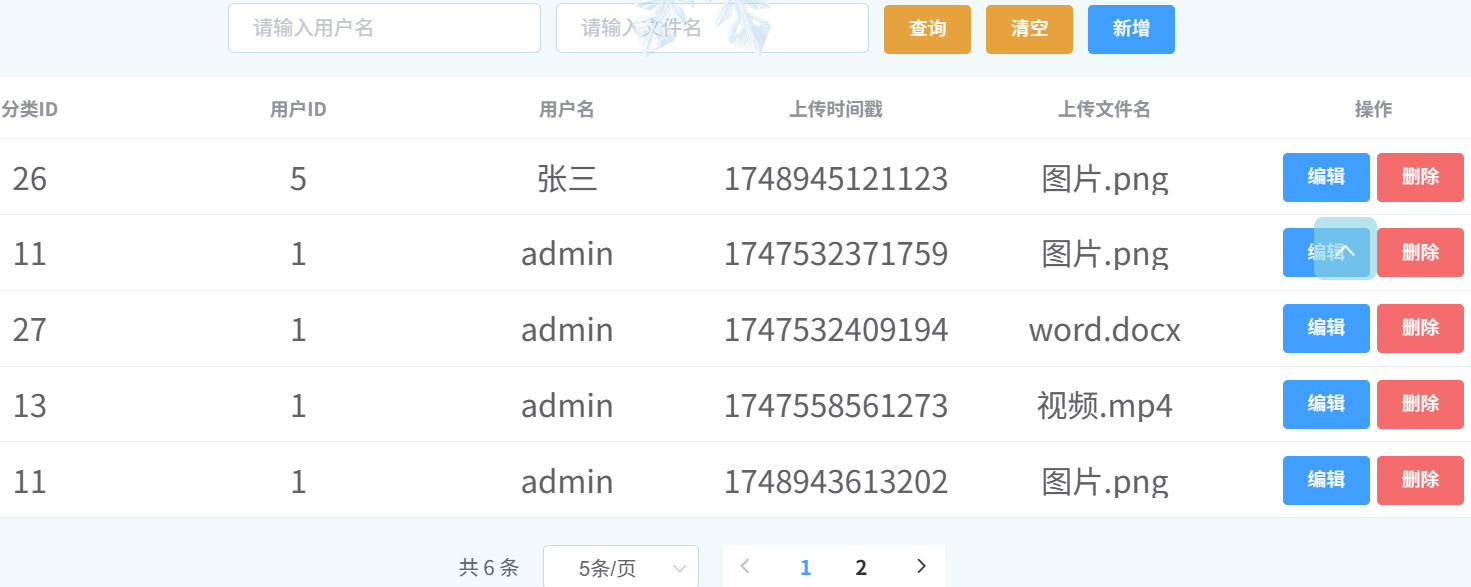 请输入用户名 请输入文件名 查询 清空 新增
分类ID 用户ID 用户名 上传时间戳 上传文件名 操作
26 5 张三 1748945121123 图片.png 编辑 删除
11 1 admin 1747532371759 图片.png 编辑 删除
27 1 admin 1747532409194 word.docx 编辑 删除
13 1 admin 1747558561273 视频.mp4 编辑 删除
11 1 admin 1748943613202 图片.png 编辑 删除
共 6 条 5条/页 1 2